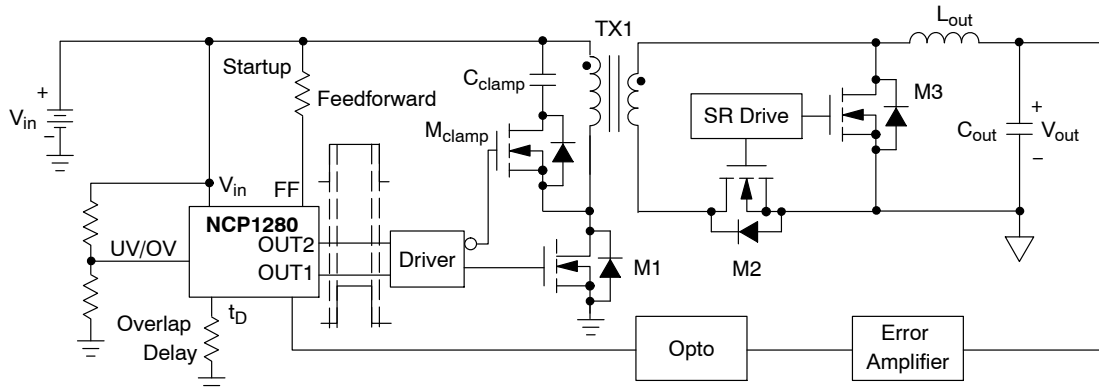 TX1
L_out
Startup
C_clamp
Feedforward
M3
+
V_in
−
SR Drive
M_clamp
C_out
+
V_out
−
V_in
FF
NCP1280
OUT2
UV/OV
OUT1
Driver
M1
M2
t_D
Overlap
Delay
Opto
Error
Amplifier